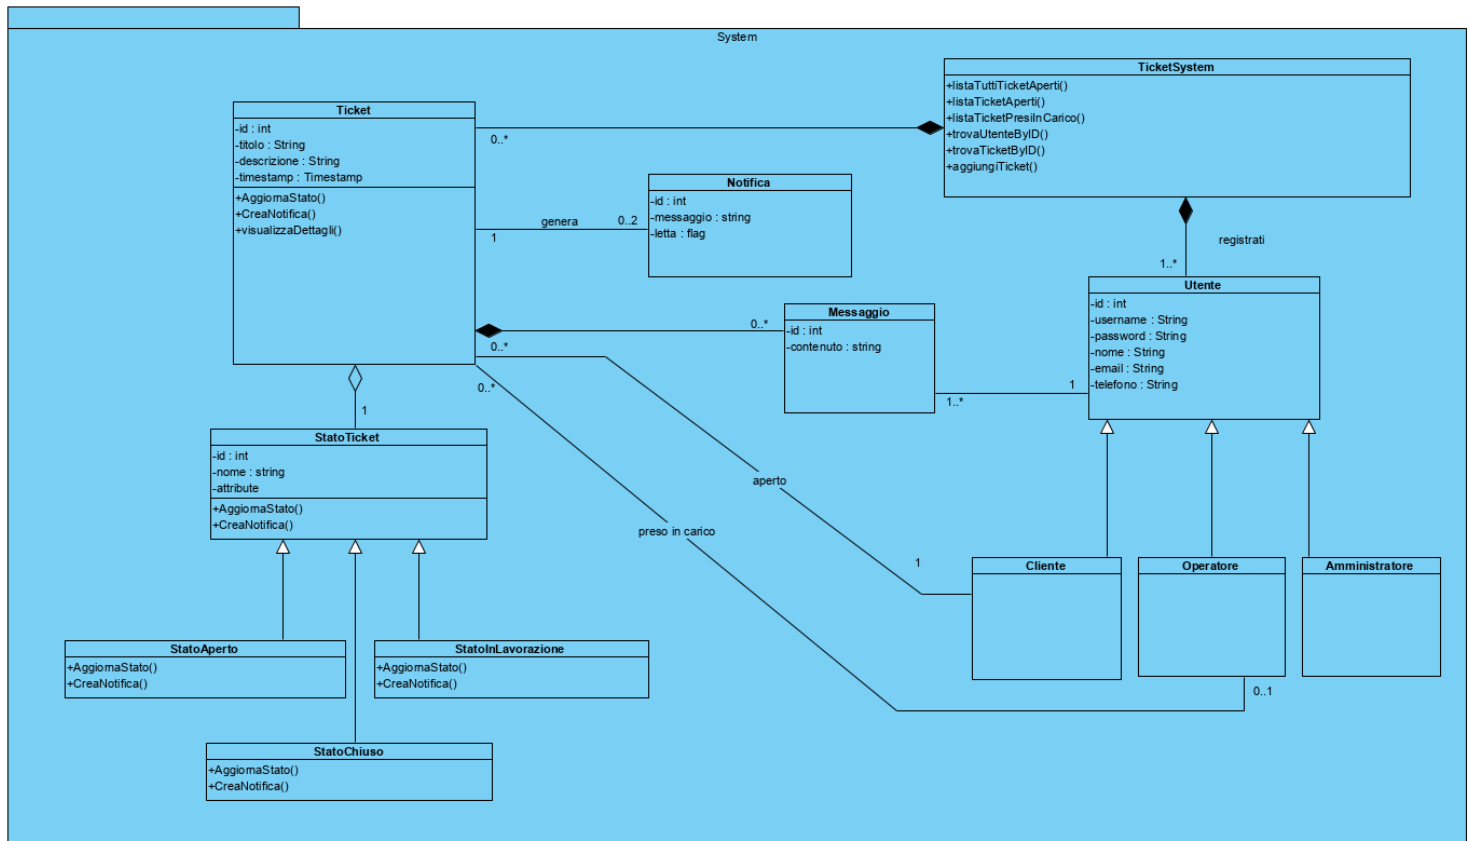 System
TicketSystem
+listaTuttiTicketAperti()
+listaTicketAperti()
+listaTicketPresiInCarico()
+trovaUtenteByID()
+trovaTicketByID()
+aggiungiTicket()
Ticket
-id : int
-titolo : String
-descrizione : String
-timestamp : Timestamp
+AggiornaStato()
+CreaNotifica()
+visualizzaDettagli()
0..*
Notifica
-id : int
-messaggio : string
-letta : flag
genera
0..2
1
registrati
1..*
Utente
-id : int
-username : String
-password : String
-nome : String
-email : String
-telefono : String
Messaggio
-id : int
-contenuto : string
0..*
0..*
0..*
1
1..*
1
StatoTicket
-id : int
-nome : string
-attribute
+AggiornaStato()
+CreaNotifica()
aperto
preso in carico
1
Cliente
Operatore
Amministratore
0..1
StatoAperto
+AggiornaStato()
+CreaNotifica()
StatoInLavorazione
+AggiornaStato()
+CreaNotifica()
StatoChiuso
+AggiornaStato()
+CreaNotifica()